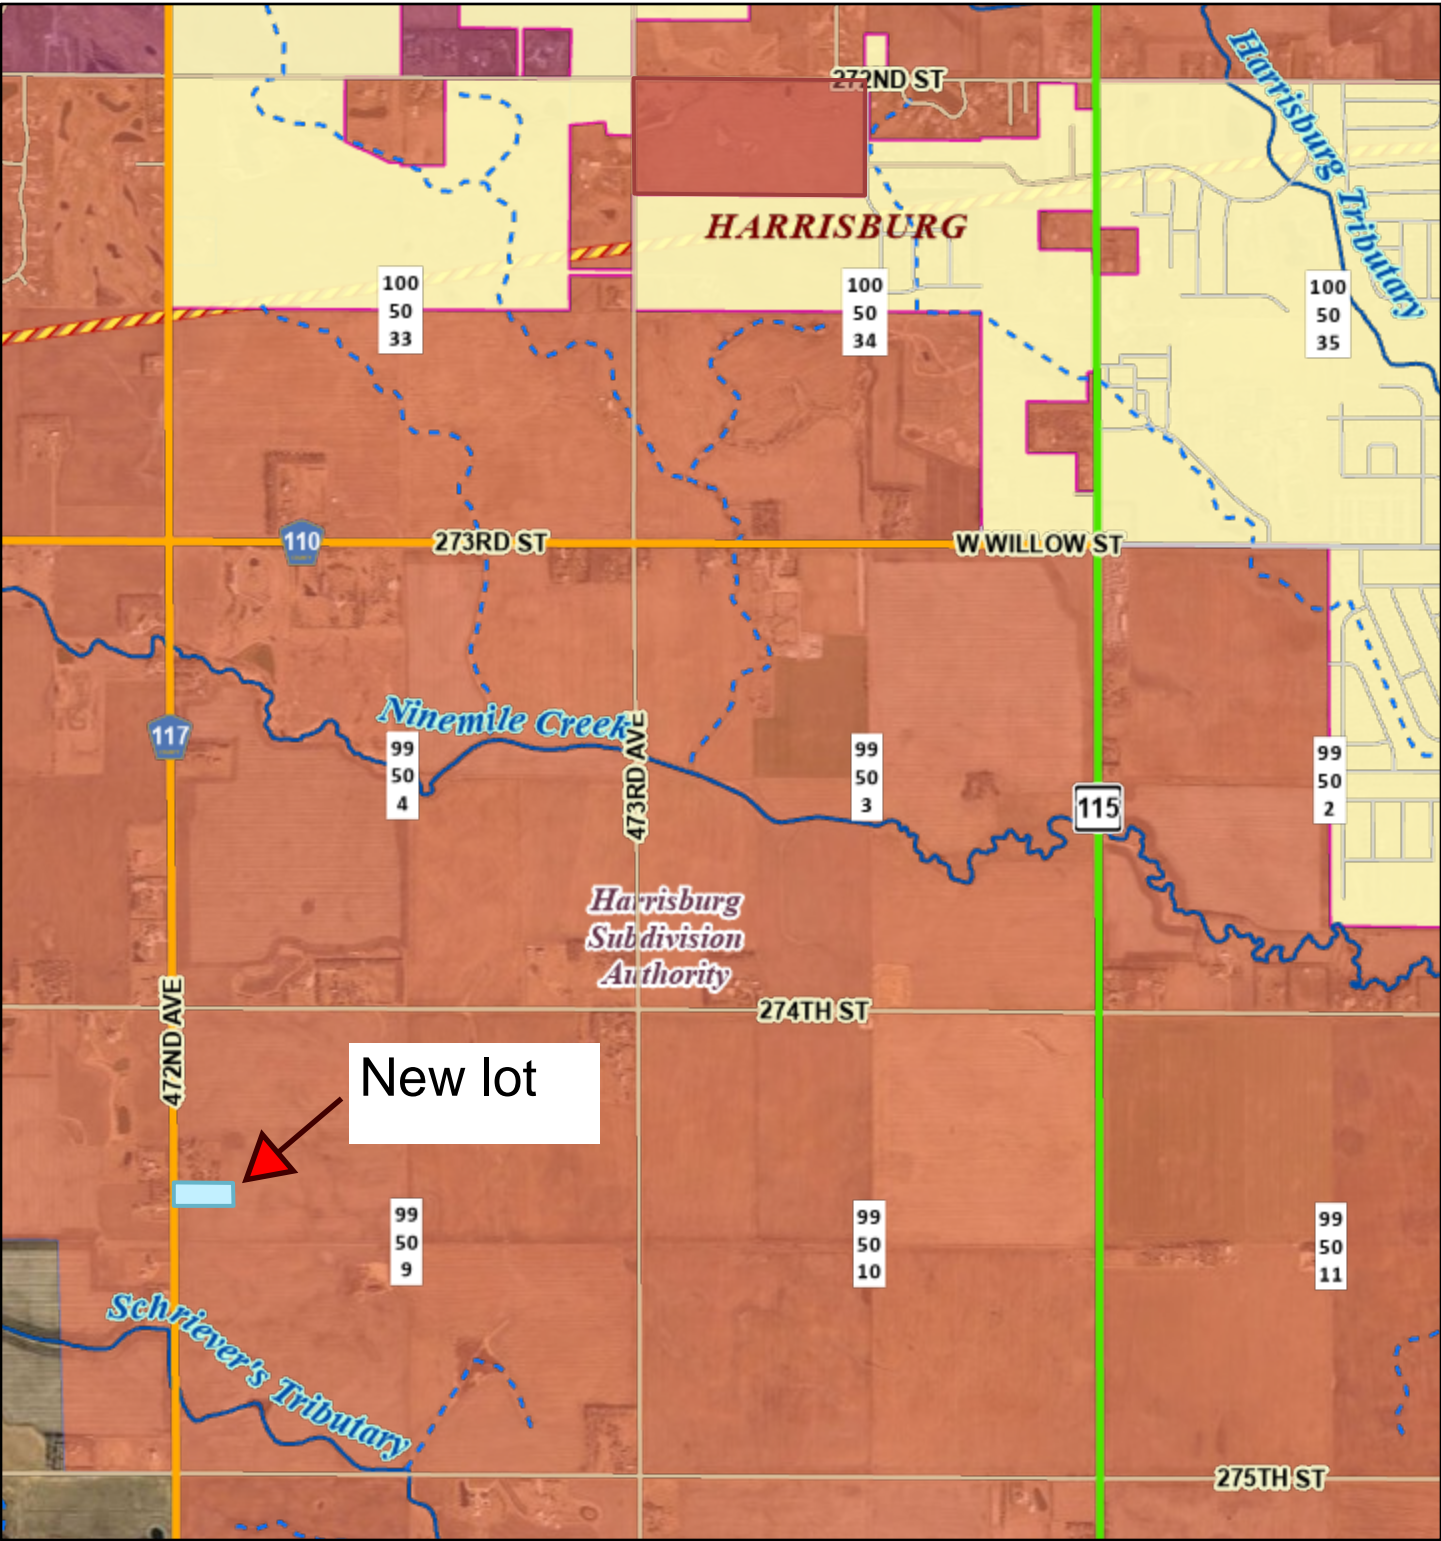 272ND ST
Harrisburg Tributary
HARRISBURG
100
50
33
100
50
34
100
50
35
110
273RD ST
W WILLOW ST
Ninemile Creek
117
473RD AVE
99
50
4
99
50
3
99
50
2
115
Harrisburg
Subdivision
Authority
274TH ST
472ND AVE
New lot
99
50
9
99
50
10
99
50
11
Schriever's Tributary
275TH ST